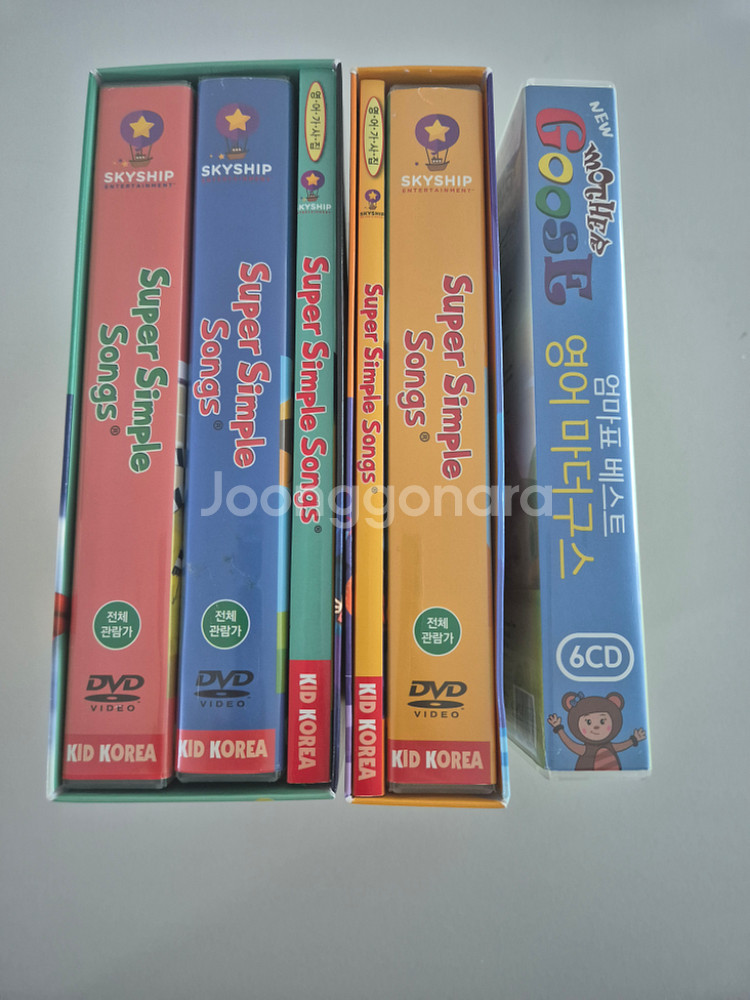 SKYSHIP
ENTERTAINMENT™
Super Simple
Songs®
전체
관람가
DVD
VIDEO
KID KOREA
SKYSHIP
Super Simple
Songs®
전체
관람가
DVD
VIDEO
KID KOREA
영·어·가·사·집
KYSHIP
Super Simple Songs®
KID KOREA
영·어·가·사·집
SKYSHIP
Super Simple Songs®
KID KOREA
SKYSHIP
ENTERTAINMENT™
Super Simple
Songs®
전체
관람가
DVD
VIDEO
KID KOREA
NEW
MOTHER
GOOSE
엄마표 베스트
영어 마더구스
6CD
Joonggonara